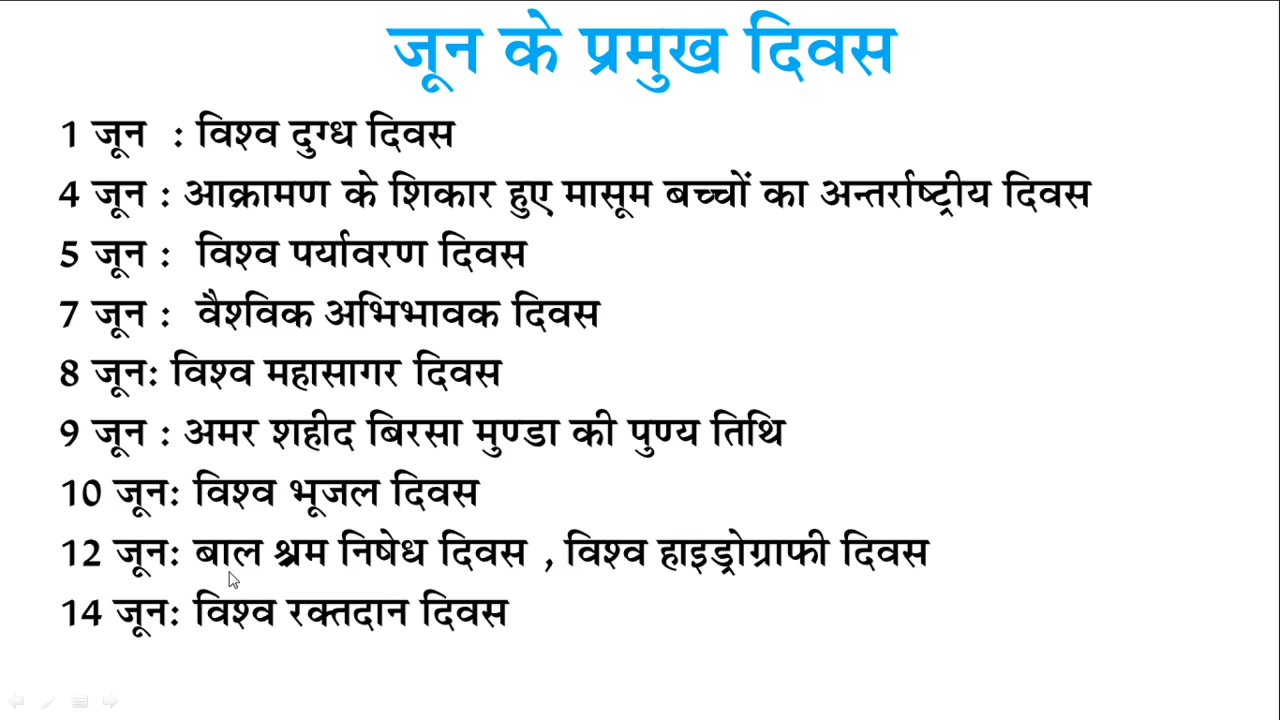 जून के प्रमुख दिवस
1 जून : विश्व दुग्ध दिवस
4 जून : आक्रामण के शिकार हुए मासूम बच्चों का अन्तर्राष्ट्रीय दिवस
5 जून : विश्व पर्यावरण दिवस
7 जून : वैश्विक अभिभावक दिवस
8 जून: विश्व महासागर दिवस
9 जून : अमर शहीद बिरसा मुण्डा की पुण्य तिथि
10 जून: विश्व भूजल दिवस
12 जून: बाल श्रम निषेध दिवस , विश्व हाइड्रोग्राफी दिवस
14 जून: विश्व रक्तदान दिवस